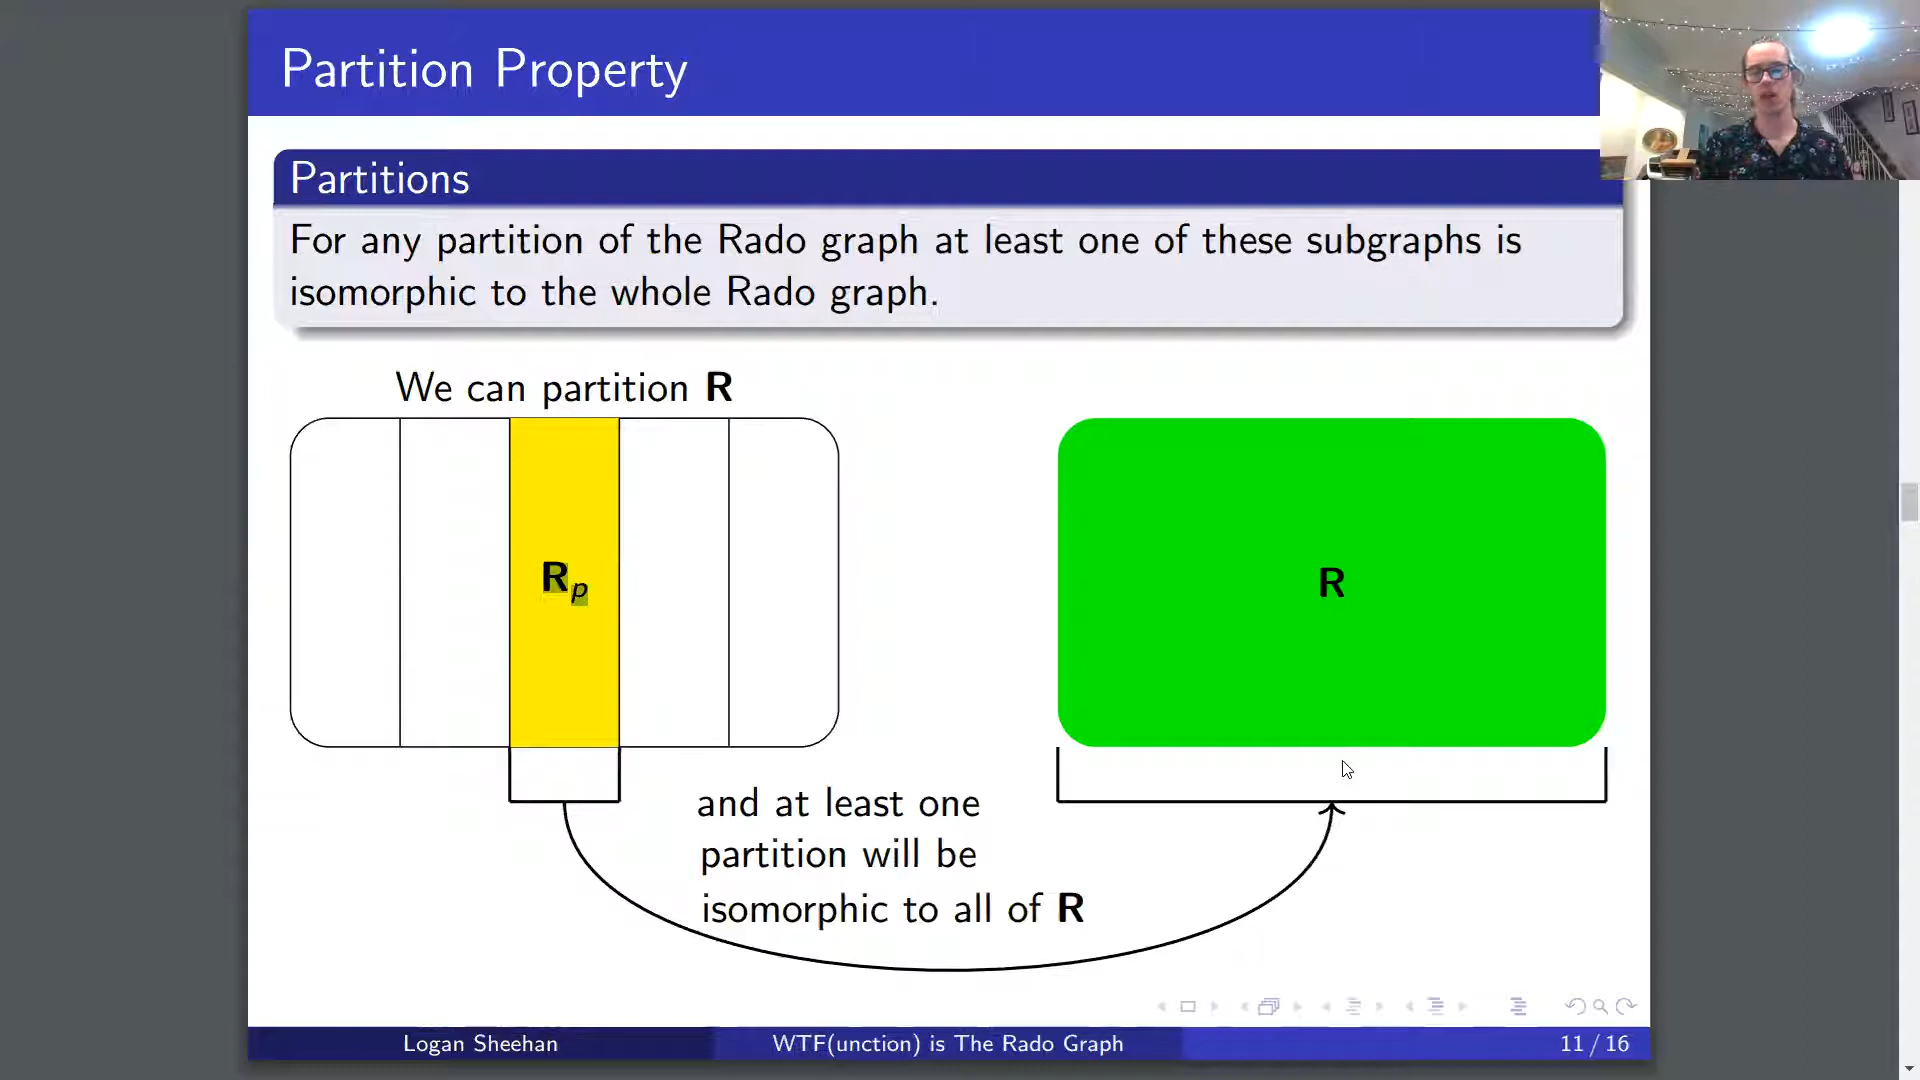 Partition Property
Partitions
For any partition of the Rado graph at least one of these subgraphs is
isomorphic to the whole Rado graph.
We can partition R
Rp
R
and at least one
partition will be
isomorphic to all of R
Logan Sheehan
WTF(unction) is The Rado Graph
11 / 16